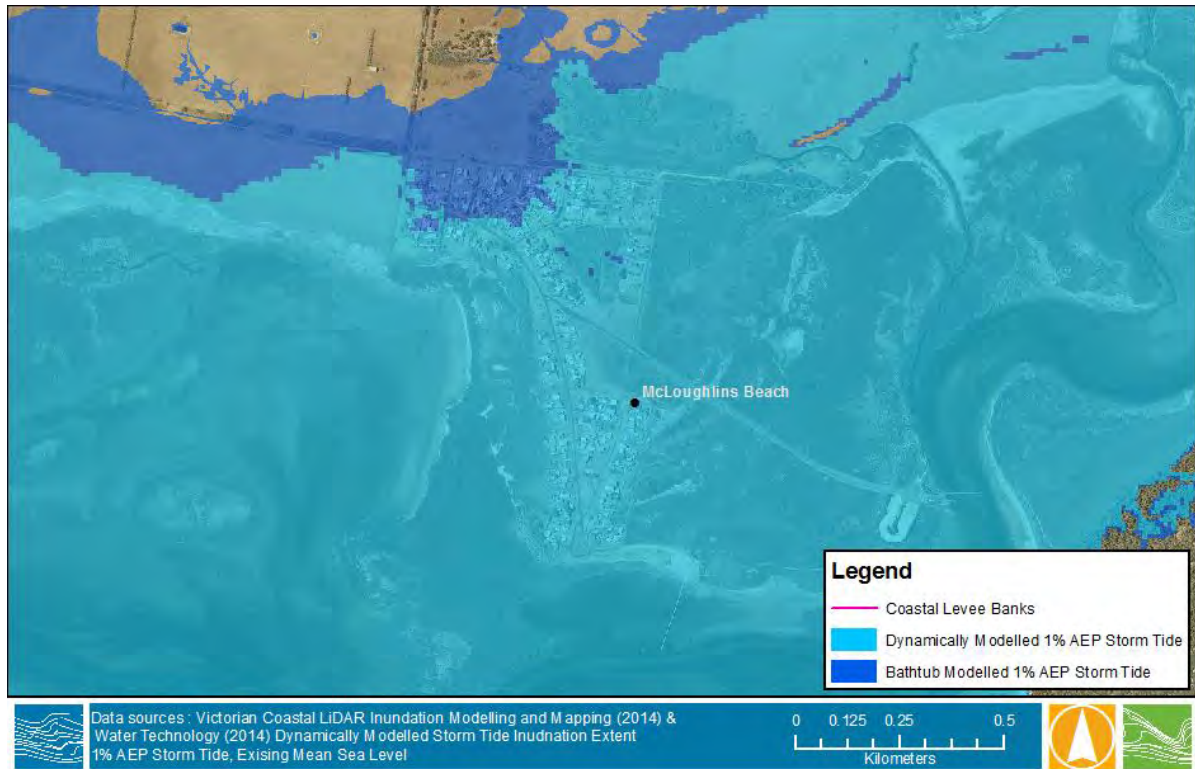 McLoughlins Beach
Legend
Coastal Levee Banks
Dynamically Modelled 1% AEP Storm Tide
Bathtub Modelled 1% AEP Storm Tide
Data sources : Victorian Coastal LiDAR Inundation Modelling and Mapping (2014) &
Water Technology (2014) Dynamically Modelled Storm Tide Inudnation Extent
1% AEP Storm Tide, Exising Mean Sea Level
0 0.125 0.25 0.5
Kilometers